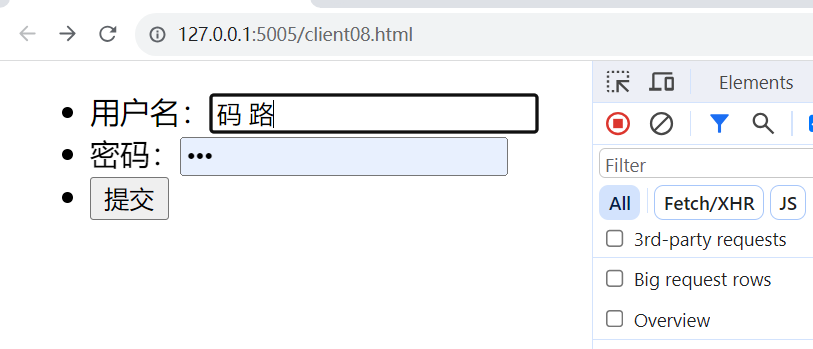 127.0.0.1:5005/client08.html
用户名：码 路
密码：•••
提交
Elements
Filter
All Fetch/XHR JS
3rd-party requests
Big request rows
Overview